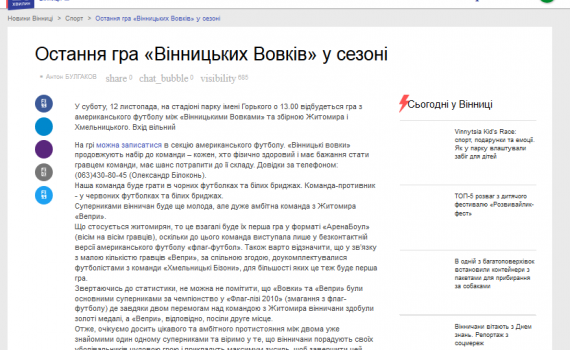 хвилин
Новини Вінниці > Спорт > Остання гра «Вінницьких Вовків» у сезоні
Остання гра «Вінницьких Вовків» у сезоні
Антон БУЛГАКОВ share 0 chat_bubble 0 visibility 665
У суботу, 12 листопада, на стадіоні парку імені Горького о 13.00 відбудеться гра з
американського футболу між «Вінницькими Вовками» та збірною Житомира і
Хмельницького. Вхід вільний
На грі можна записатися в секцію американського футболу. «Вінницькі вовки»
продовжують набір до команди – кожен, хто фізично здоровий і має бажання стати
гравцем команди, має шанс потрапити до її складу. Довідки за телефоном:
(063)430-80-45 (Олександр Білоконь).
Наша команда буде грати в чорних футболках та білих бриджах. Команда-противник
- у червоних футболках та білих бриджах.
Суперниками вінничан буде ще молода, але дуже амбітна команда з Житомира
«Вепри».
Що стосується житомирян, то це взагалі буде їх перша гра у форматі «АренаБоул»
(вісім на вісім гравців), оскільки до цього команда виступала лише у безконтактній
версії американського футболу «флаг-футбол». Також варто відзначити, що у зв'язку
з малою кількістю гравців «Вепри», за спільною згодою, доукомплектувалися
футболістами з команди «Хмельницькі Бізони», для більшості яких це теж буде перша
гра.
Звертаючись до статистики, не можна не помітити, що «Вовки» та «Вепри» були
основними суперниками за чемпіонство у «Флаг-лізі 2010» (змагання з флаг-
футболу) де завдяки двом перемогам над командою з Житомира вінничани здобули
золоті медалі, а «Вепри», відповідно, посіли друге місце.
Отже, очікуємо досить цікавого та амбітного протистояння між двома уже
знайомими один одному суперниками та віримо у те, що вінничани порадують своїх
Сьогодні у Вінниці
Vinnytsia Kid's Race:
спорт, подарунки та емоції.
Як у парку влаштували
забіг для дітей
ТОП-5 розваг з дитячого
фестивалю «Розвивайлик-
фест»
В одній з багатоповерхівок
встановили контейнери з
пакетами для прибирання
за собаками
Вінничани вітають з Днем
знань. Репортаж з